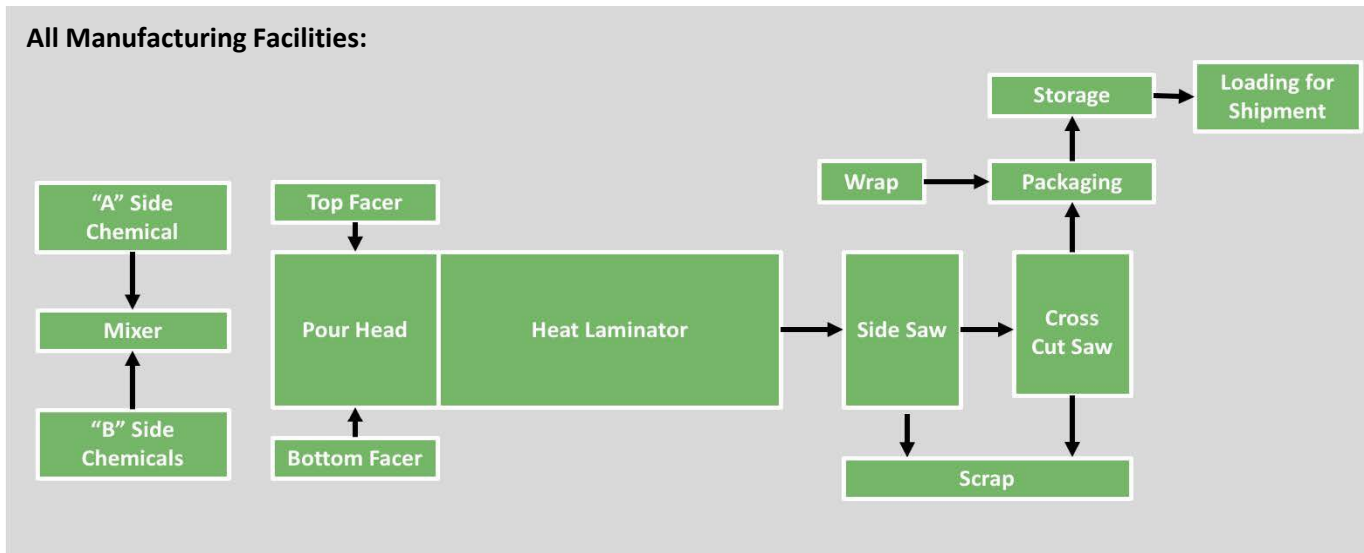 All Manufacturing Facilities:
Storage
Loading for
Shipment
Wrap
Packaging
“A” Side
Chemical
Top Facer
Mixer
Pour Head
Heat Laminator
Side Saw
Cross
Cut Saw
“B” Side
Chemicals
Bottom Facer
Scrap